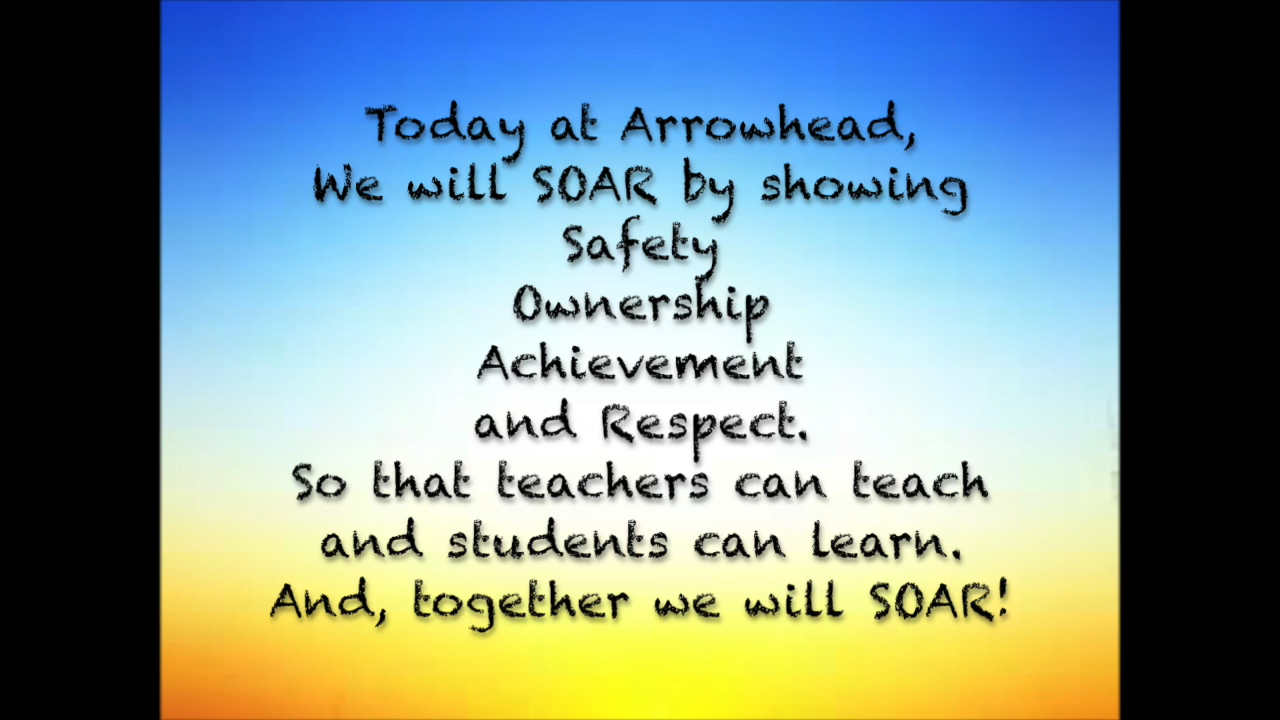 Today at Arrowhead,
We will SOAR by showing
Safety
Ownership
Achievement
and Respect.
So that teachers can teach
and students can learn.
And, together we will SOAR!